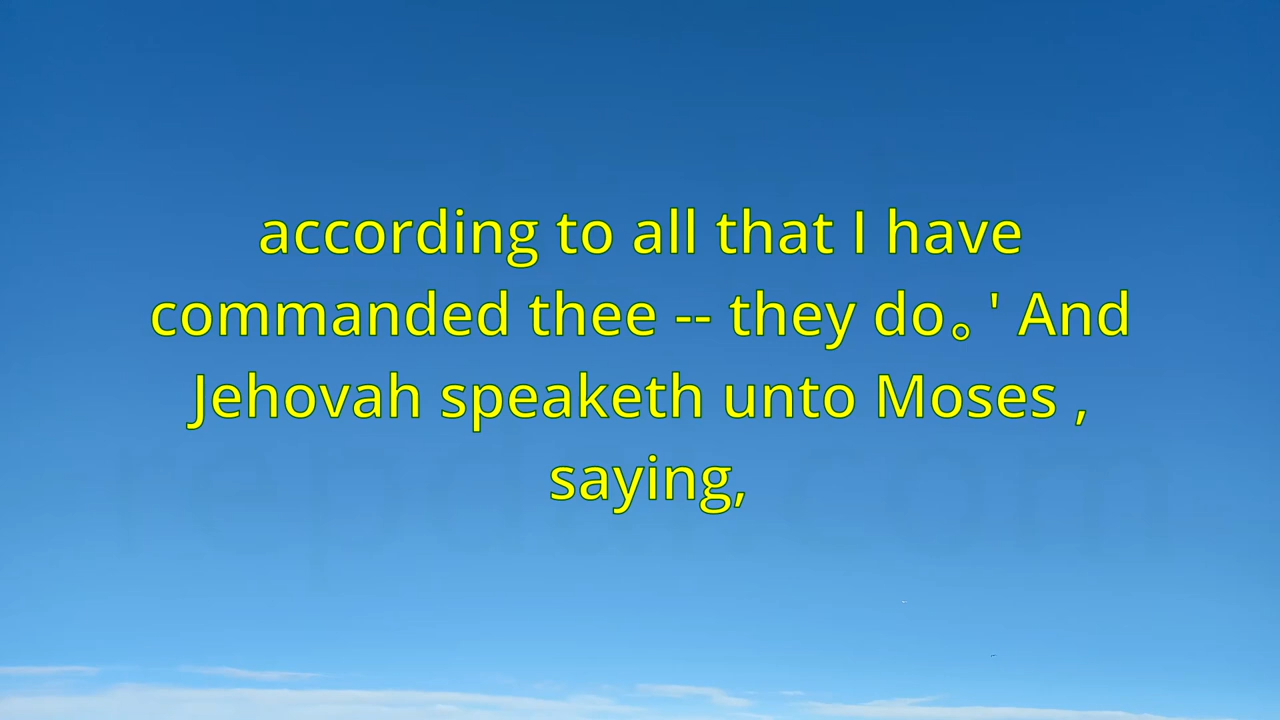 according to all that I have
commanded thee -- they do。' And
Jehovah speaketh unto Moses ,
saying,